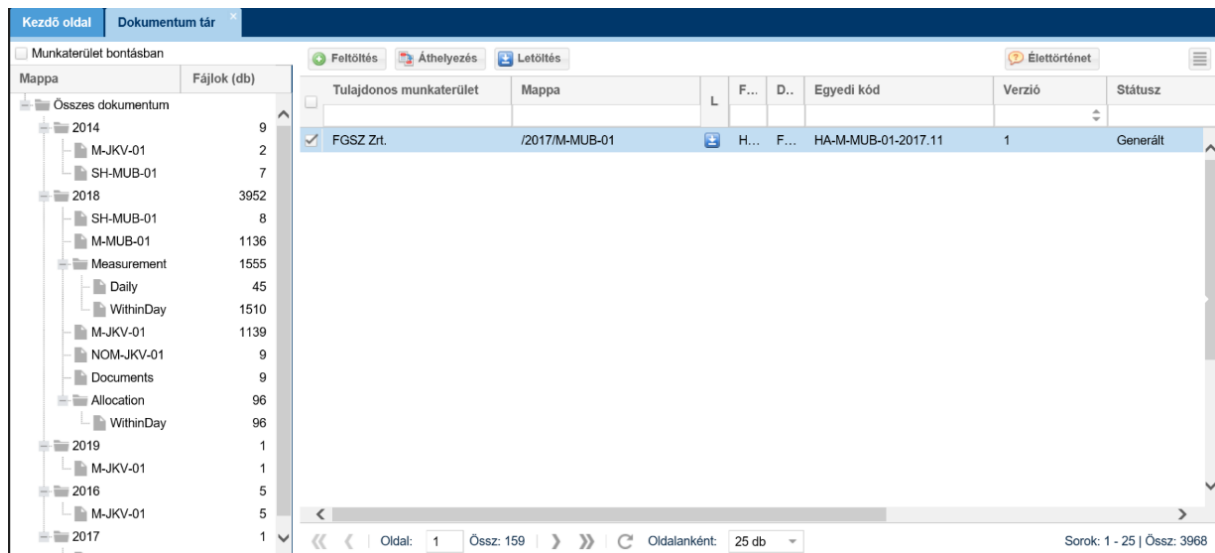 Kezdő oldal Dokumentum tár
Munkaterület bontásban
Feltöltés Áthelyezés Letöltés Élettörténet
Mappa Fájlok (db)
Tulajdonos munkaterület Mappa L F... D.. Egyedi kód Verzió Státusz
Összes dokumentum
2014 9
FGSZ Zrt. /2017/M-MUB-01 H... F... HA-M-MUB-01-2017.11 1 Generált
M-JKV-01 2
SH-MUB-01 7
2018 3952
SH-MUB-01 8
M-MUB-01 1136
Measurement 1555
Daily 45
WithinDay 1510
M-JKV-01 1139
NOM-JKV-01 9
Documents 9
Allocation 96
WithinDay 96
2019 1
M-JKV-01 1
2016 5
M-JKV-01 5
2017 1
Oldal: 1 Össz: 159 Oldalanként: 25 db Sorok: 1 - 25 | Össz: 3968